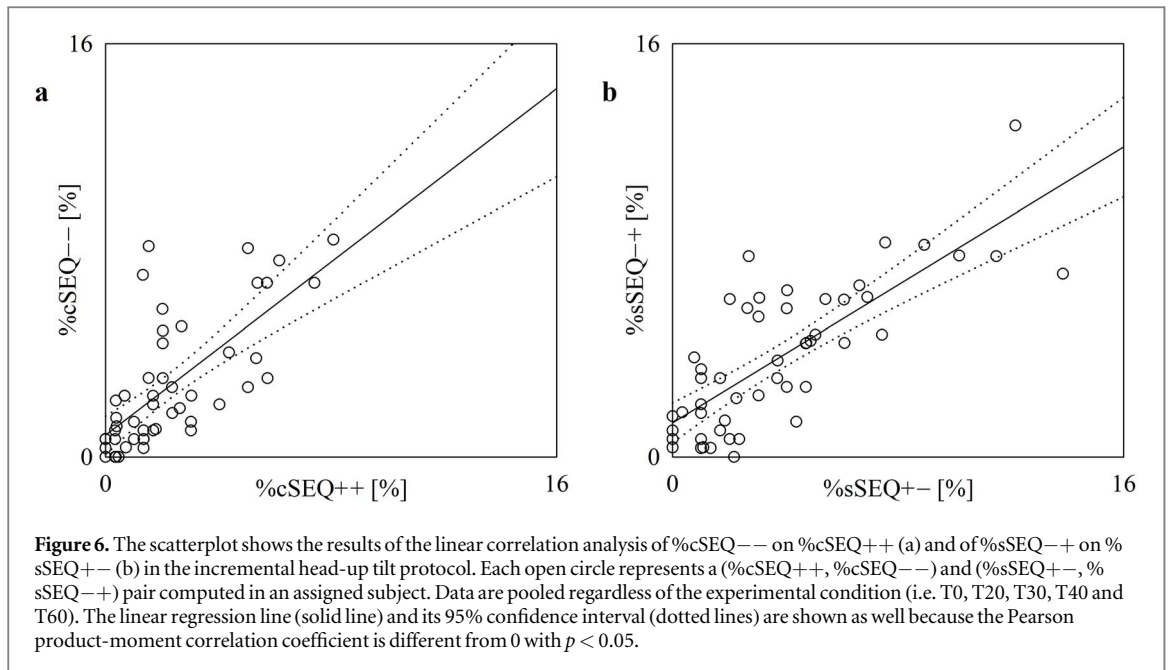 16
16
a
b
%cSEQ−− [%]
%sSEQ−+ [%]
0
0
0
%cSEQ++ [%]
16
0
%sSEQ+− [%]
16
Figure 6. The scatterplot shows the results of the linear correlation analysis of %cSEQ−− on %cSEQ++ (a) and of %sSEQ−+ on %
sSEQ+− (b) in the incremental head-up tilt protocol. Each open circle represents a (%cSEQ++, %cSEQ−−) and (%sSEQ+−, %
sSEQ−+) pair computed in an assigned subject. Data are pooled regardless of the experimental condition (i.e. T0, T20, T30, T40 and
T60). The linear regression line (solid line) and its 95% confidence interval (dotted lines) are shown as well because the Pearson
product-moment correlation coefficient is different from 0 with p < 0.05.